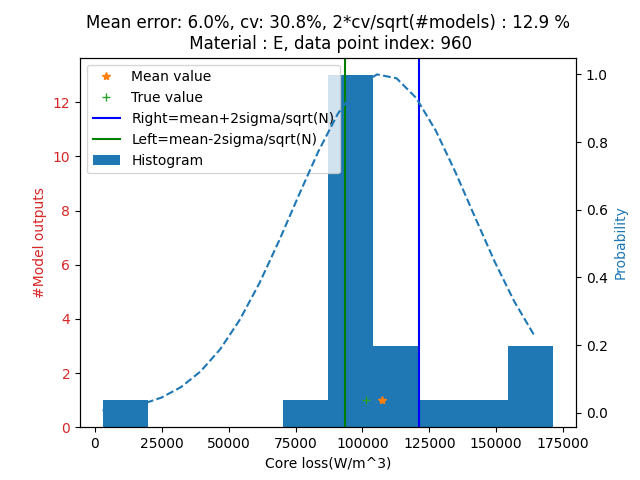 Mean error: 6.0%, cv: 30.8%, 2*cv/sqrt(#models) : 12.9 %
Material : E, data point index: 960
Mean value
True value
Right=mean+2sigma/sqrt(N)
Left=mean-2sigma/sqrt(N)
Histogram
#Model outputs
12
10
8
6
4
2
0
1.0
0.8
0.6
0.4
0.2
0.0
Probability
0 25000 50000 75000 100000 125000 150000 175000
Core loss(W/m^3)